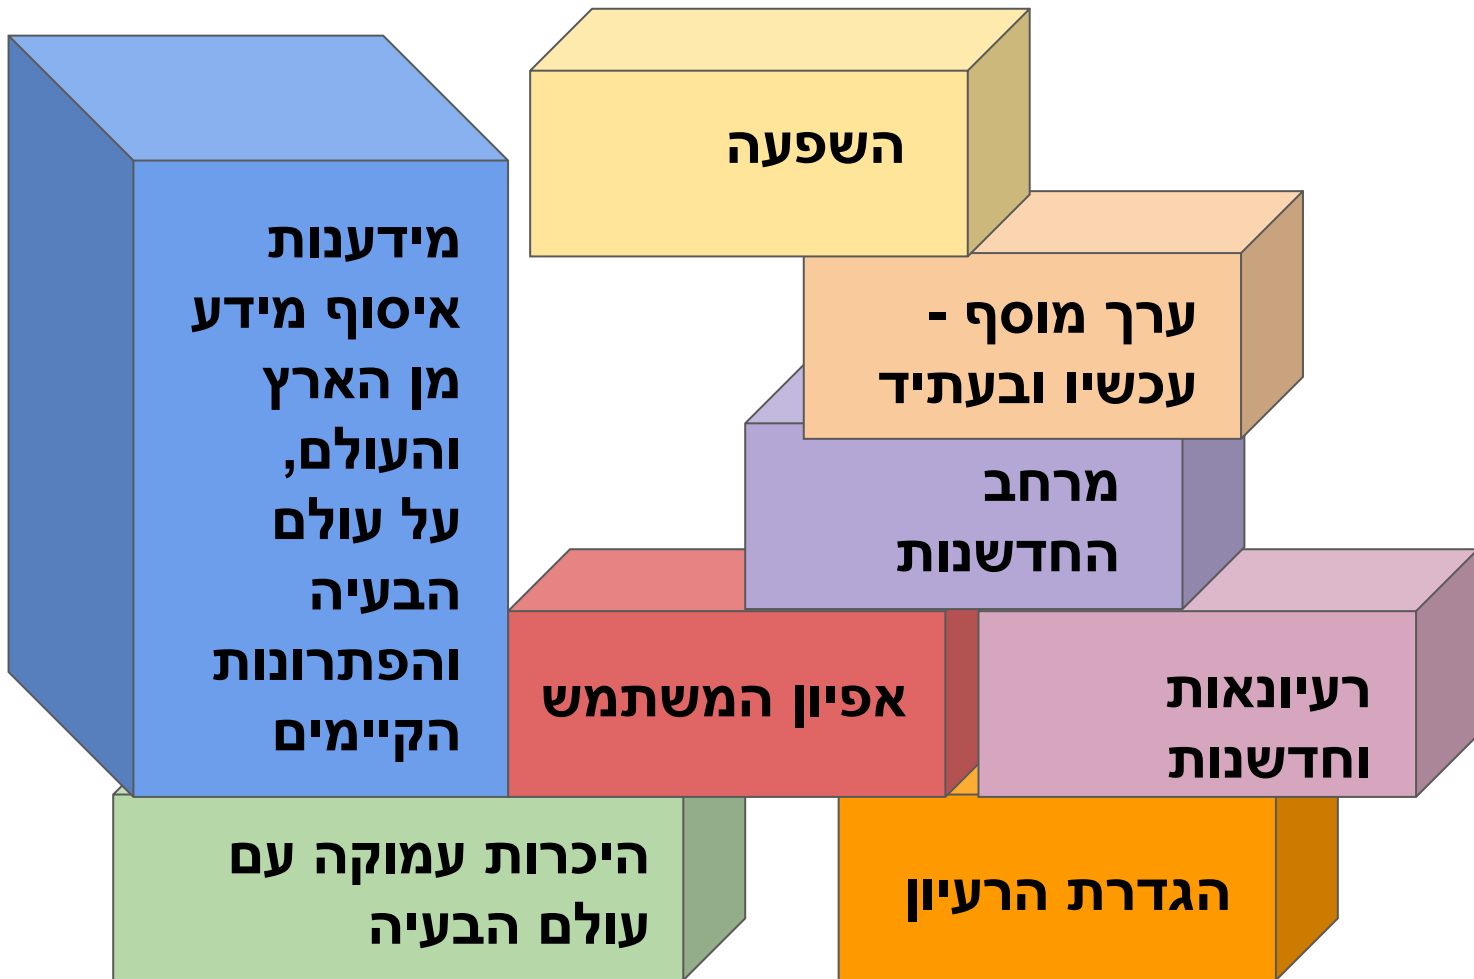 השפעה
ערך מוסף -
עכשיו ובעתיד
מרחב
החדשנות
רעיונאות
וחדשנות
אפיון המשתמש
מידענות
איסוף מידע
מן הארץ
והעולם,
על עולם
הבעיה
והפתרונות
הקיימים
הגדרת הרעיון
היכרות עמוקה עם
עולם הבעיה